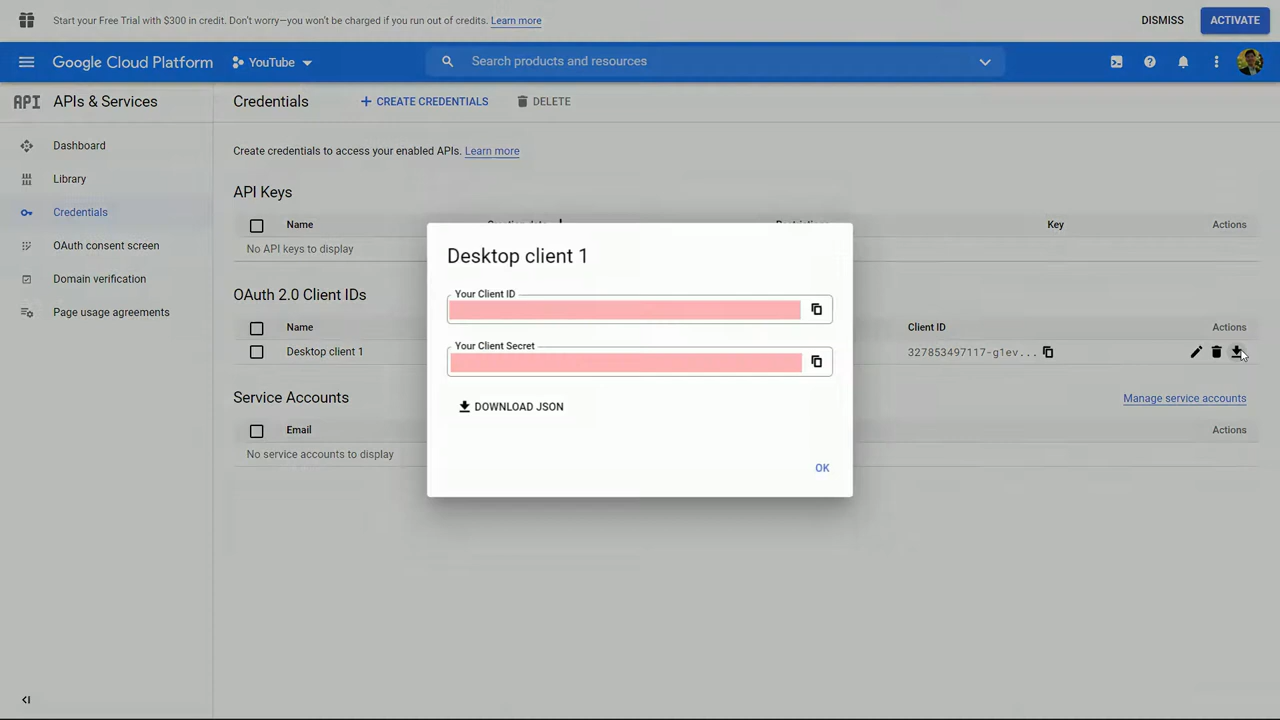 Start your Free Trial with $300 in credit. Don't worry—you won't be charged if you run out of credits. Learn more
DISMISS
ACTIVATE
Google Cloud Platform
YouTube
Search products and resources
API
APIs & Services
Credentials
+ CREATE CREDENTIALS
DELETE
Dashboard
Library
Credentials
OAuth consent screen
Domain verification
Page usage agreements
Create credentials to access your enabled APIs. Learn more
API Keys
Name
Key
Actions
No API keys to display
OAuth 2.0 Client IDs
Name
Client ID
Actions
Desktop client 1
327853497117-g1ev...
Service Accounts
Manage service accounts
Email
Actions
No service accounts to display
Desktop client 1
Your Client ID
Your Client Secret
DOWNLOAD JSON
OK